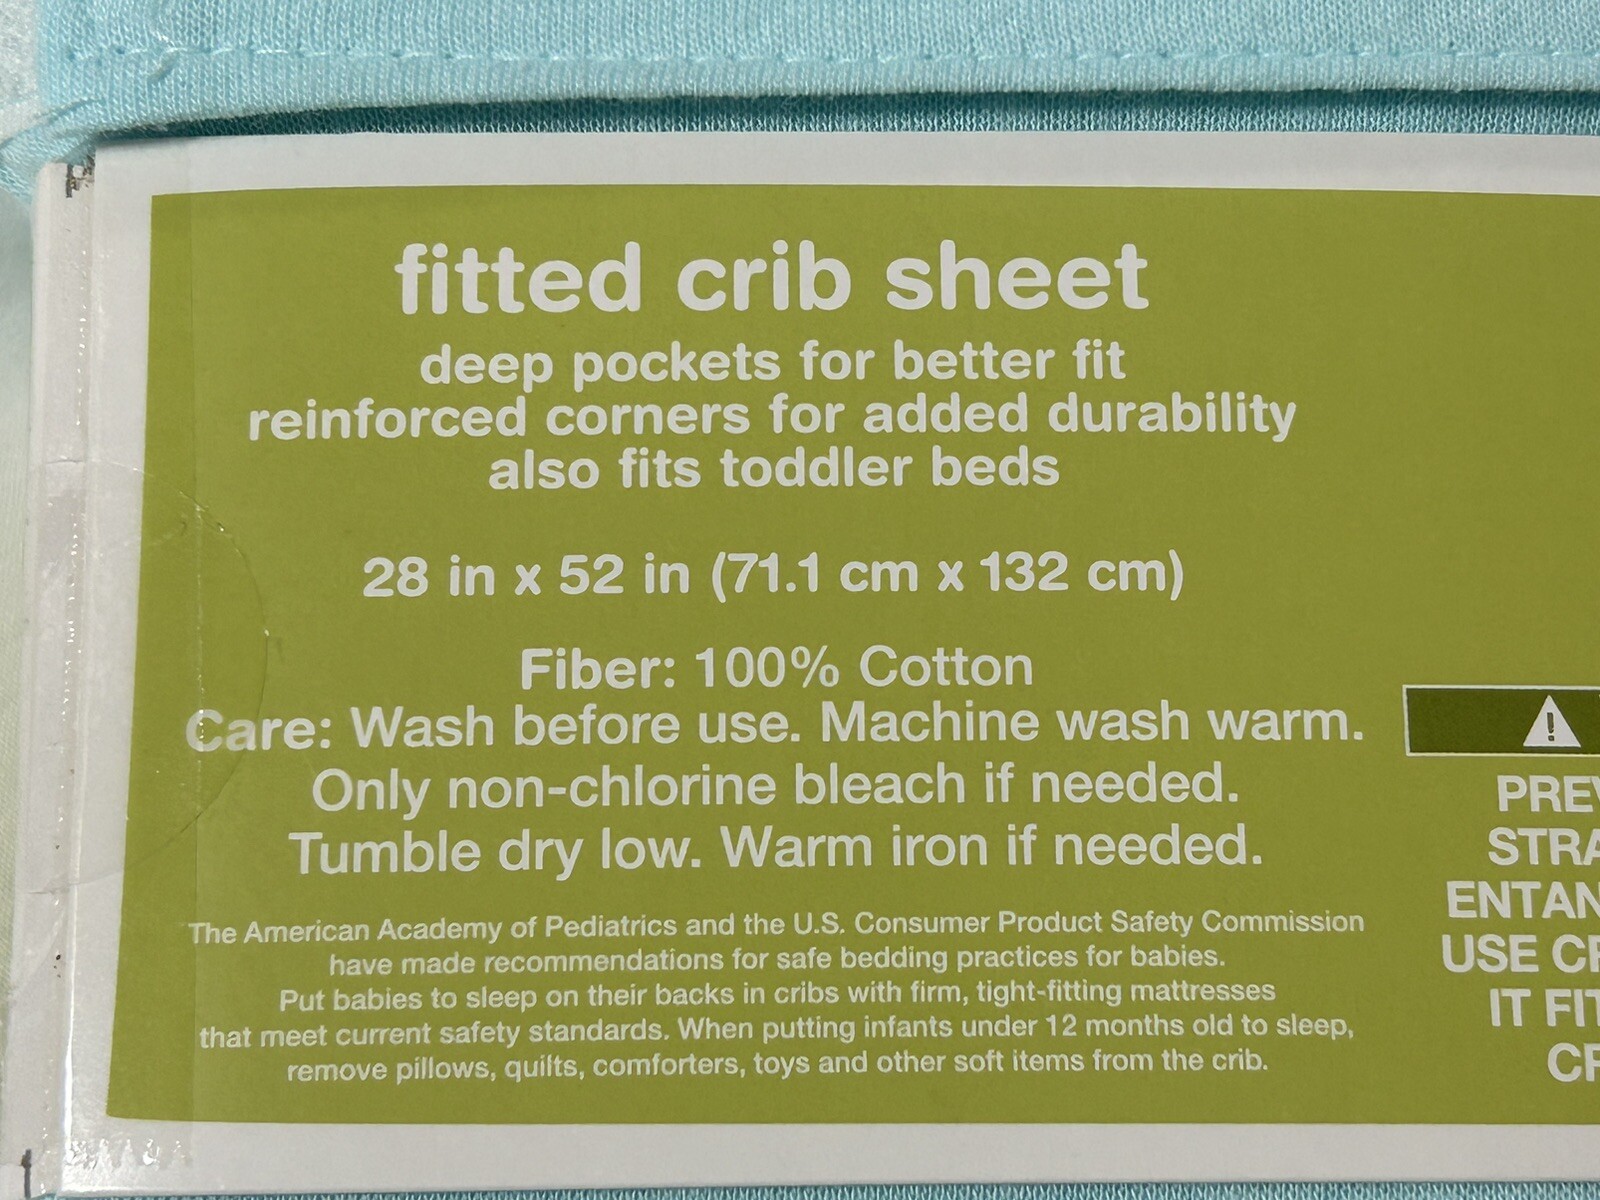 fitted crib sheet
deep pockets for better fit
reinforced corners for added durability
also fits toddler beds
28 in x 52 in (71.1 cm x 132 cm)
Fiber: 100% Cotton
Care: Wash before use. Machine wash warm.
Only non-chlorine bleach if needed.
Tumble dry low. Warm iron if needed.
The American Academy of Pediatrics and the U.S. Consumer Product Safety Commission
have made recommendations for safe bedding practices for babies.
Put babies to sleep on their backs in cribs with firm, tight-fitting mattresses
that meet current safety standards. When putting infants under 12 months old to sleep,
remove pillows, quilts, comforters, toys and other soft items from the crib.
USE
IT